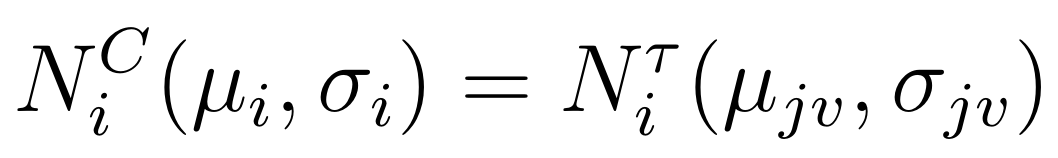 $N_i^C(\mu_i, \sigma_i) = N_i^\tau(\mu_{jv}, \sigma_{jv})$